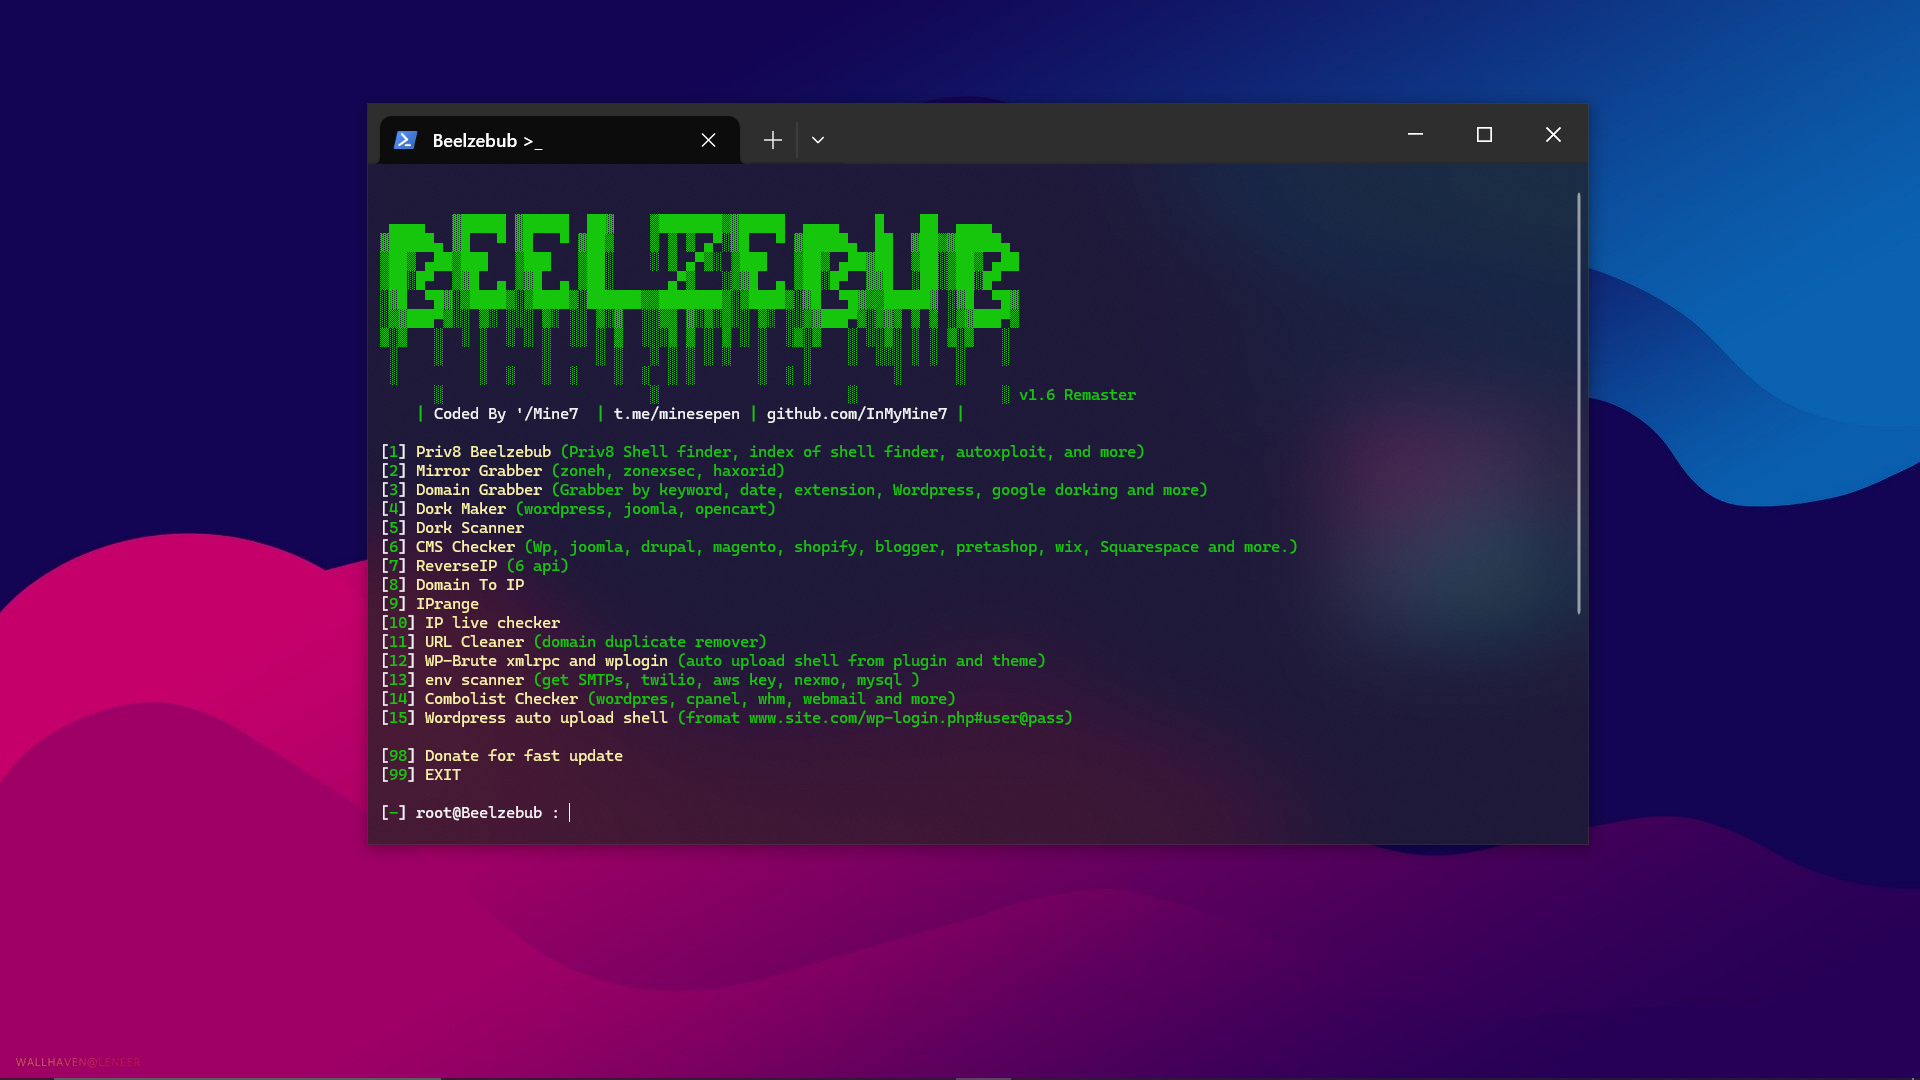 Beelzebub >_
BEELZEBUB
v1.6 Remaster
| Coded By '/Mine7 | t.me/minesepen | github.com/InMyMine7 |
[1] Priv8 Beelzebub (Priv8 Shell finder, index of shell finder, autoxploit, and more)
[2] Mirror Grabber (zoneh, zonexsec, haxorid)
[3] Domain Grabber (Grabber by keyword, date, extension, Wordpress, google dorking and more)
[4] Dork Maker (wordpress, joomla, opencart)
[5] Dork Scanner
[6] CMS Checker (Wp, joomla, drupal, magento, shopify, blogger, pretashop, wix, Squarespace and more.)
[7] ReverseIP (6 api)
[8] Domain To IP
[9] IPrange
[10] IP live checker
[11] URL Cleaner (domain duplicate remover)
[12] WP-Brute xmlrpc and wplogin (auto upload shell from plugin and theme)
[13] env scanner (get SMTPs, twilio, aws key, nexmo, mysql )
[14] Combolist Checker (wordpres, cpanel, whm, webmail and more)
[15] Wordpress auto upload shell (fromat www.site.com/wp-login.php#user@pass)
[98] Donate for fast update
[99] EXIT
[-] root@Beelzebub :
WALLHAVEN@LENEER